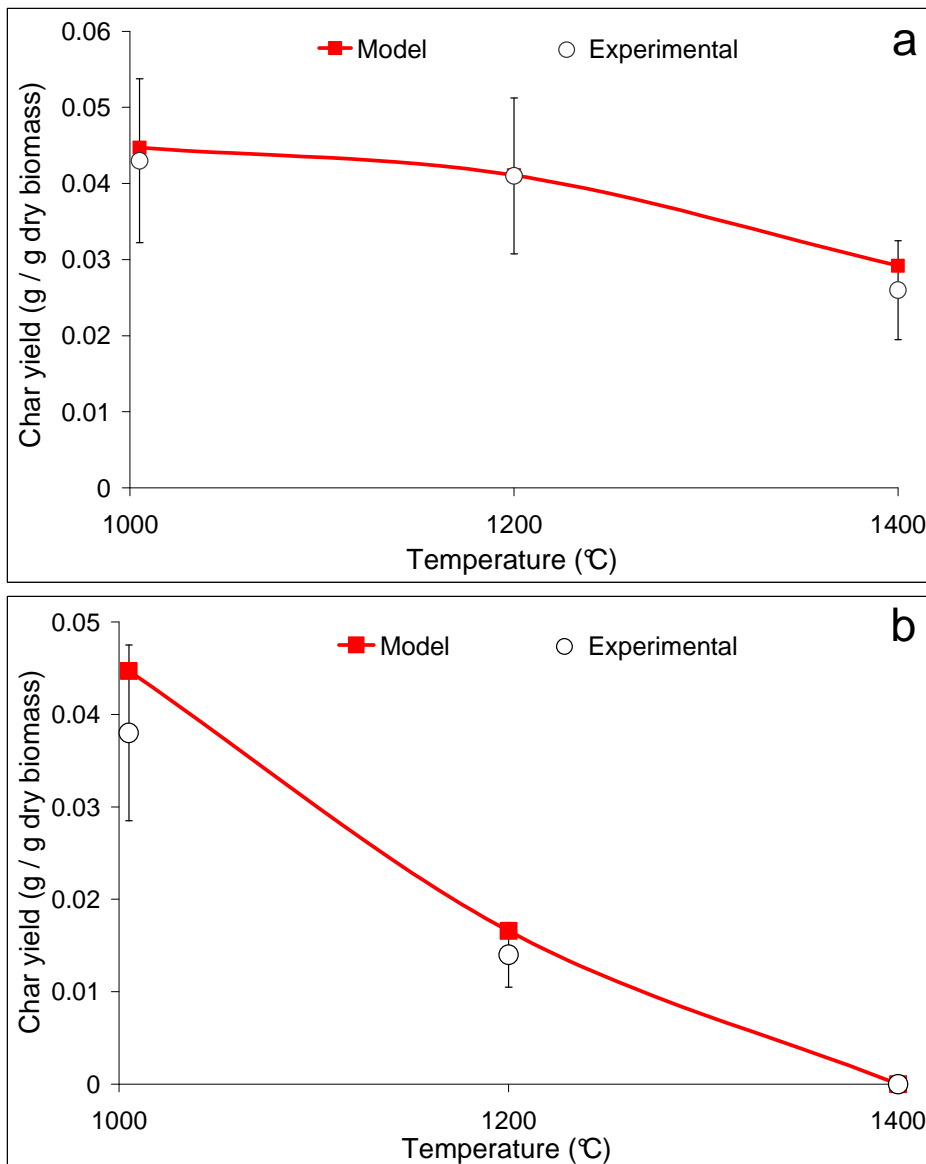 a
Model Experimental
0.06
0.05
0.04
0.03
0.02
0.01
0
Char yield (g / g dry biomass)
1000 1200 1400
Temperature (°C)
b
Model Experimental
0.05
0.04
0.03
0.02
0.01
0
Char yield (g / g dry biomass)
1000 1200 1400
Temperature (°C)